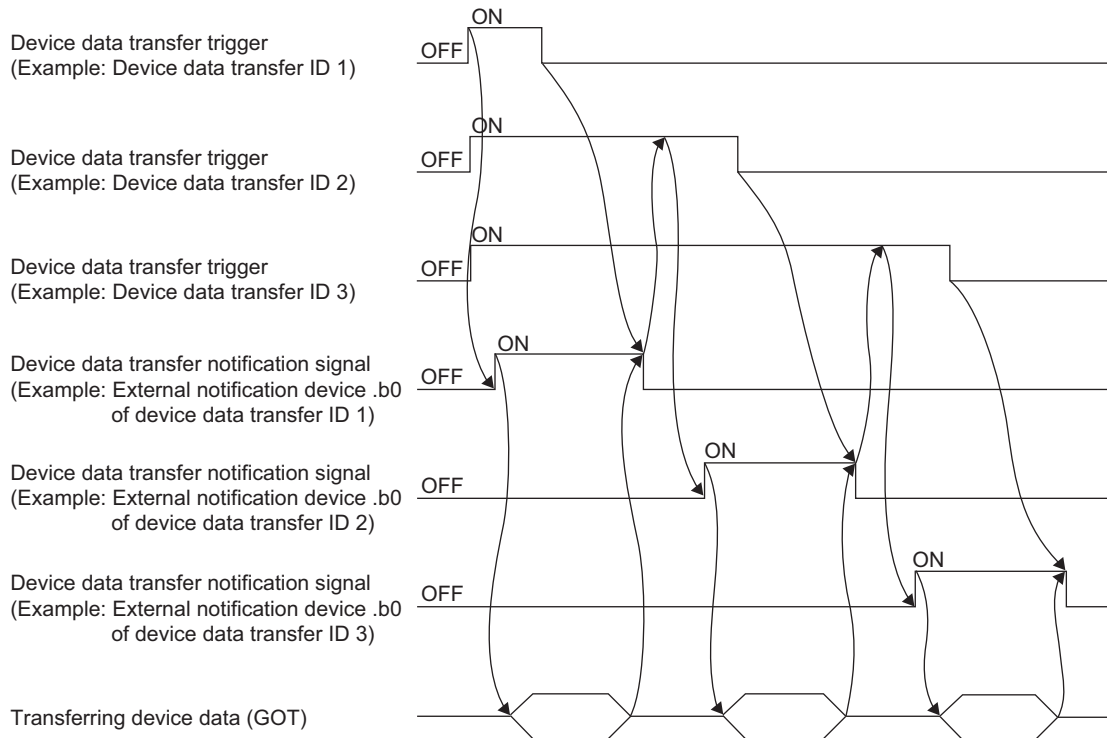 ON
Device data transfer trigger
OFF
(Example: Device data transfer ID 1)
ON
Device data transfer trigger
OFF
(Example: Device data transfer ID 2)
ON
Device data transfer trigger
OFF
(Example: Device data transfer ID 3)
Device data transfer notification signal
ON
(Example: External notification device .b0
OFF
of device data transfer ID 1)
Device data transfer notification signal
ON
(Example: External notification device .b0
OFF
of device data transfer ID 2)
Device data transfer notification signal
ON
(Example: External notification device .b0
OFF
of device data transfer ID 3)
Transferring device data (GOT)